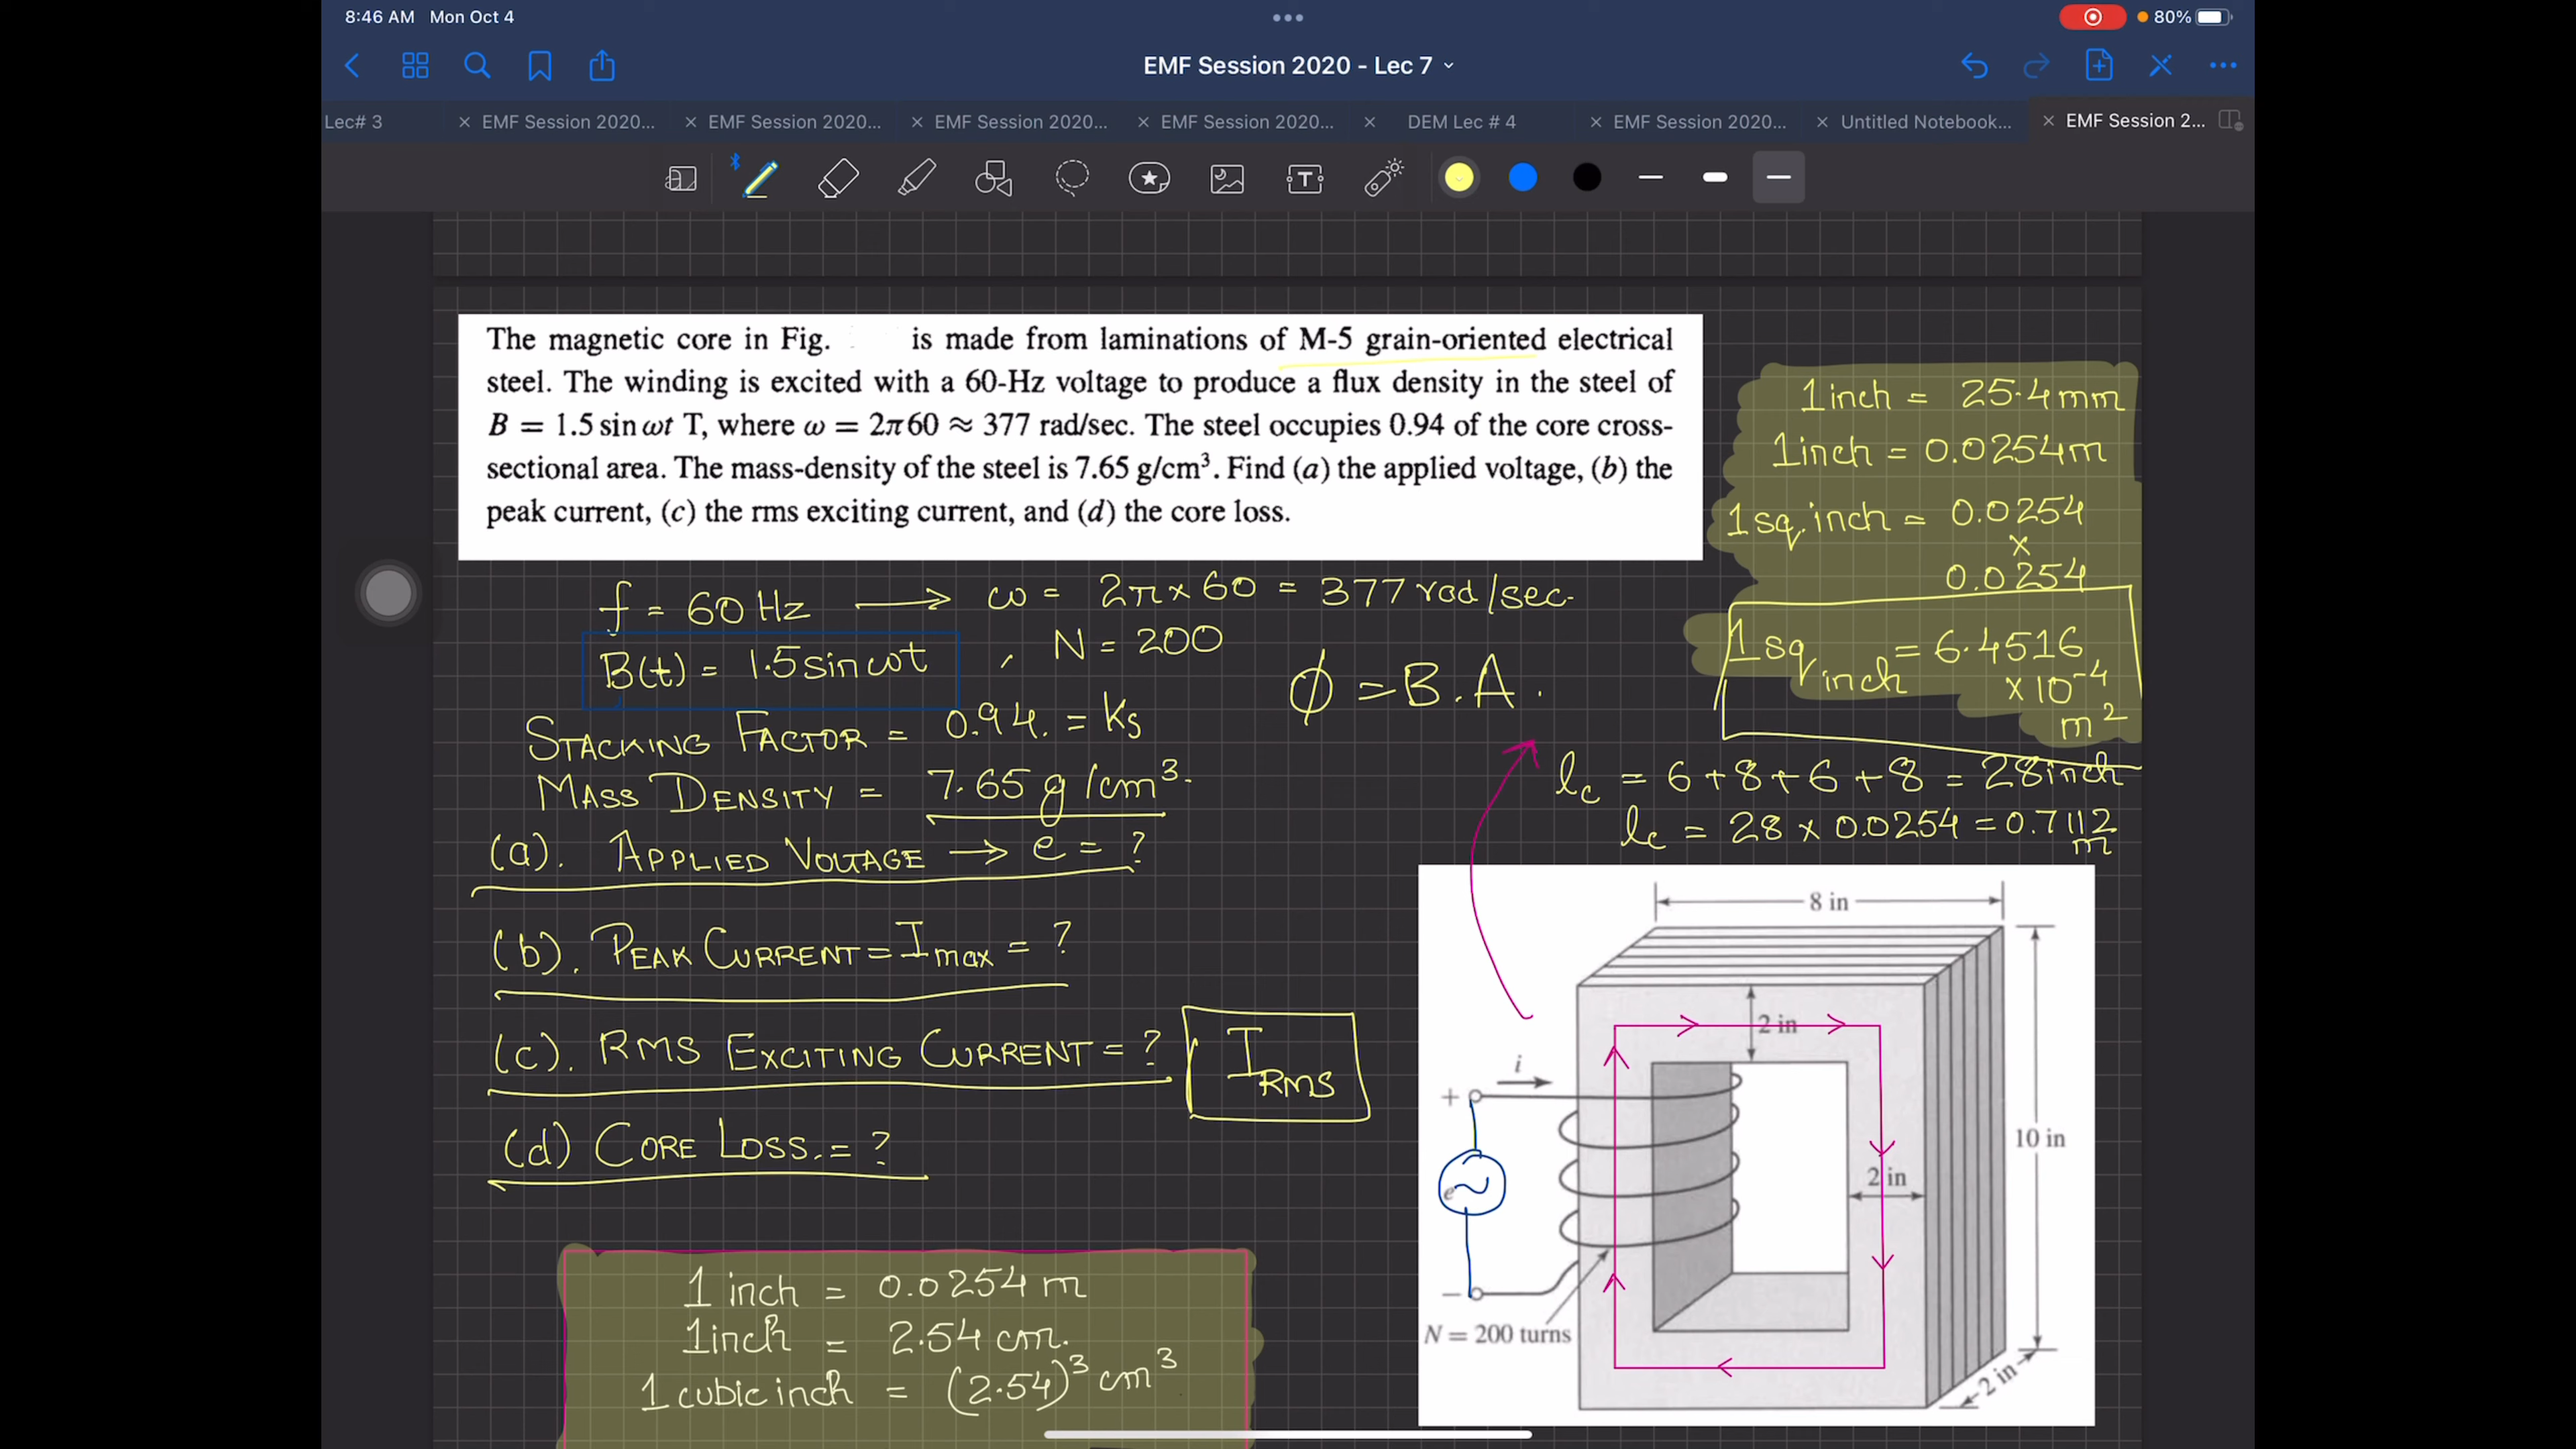 8:46 AM Mon Oct 4
80%
EMF Session 2020 - Lec 7
Lec# 3
EMF Session 2020...
EMF Session 2020...
EMF Session 2020...
EMF Session 2020...
DEM Lec # 4
EMF Session 2020...
Untitled Notebook...
EMF Session 2...
The magnetic core in Fig. is made from laminations of M-5 grain-oriented electrical
steel. The winding is excited with a 60-Hz voltage to produce a flux density in the steel of
B = 1.5 sin ωt T, where ω = 2π60 ≈ 377 rad/sec. The steel occupies 0.94 of the core cross-
sectional area. The mass-density of the steel is 7.65 g/cm³. Find (a) the applied voltage, (b) the
peak current, (c) the rms exciting current, and (d) the core loss.
1 inch = 25.4 mm
1 inch = 0.0254 m
1 sq. inch = 0.0254
×
0.0254
1 sq inch = 6.4516
×10⁻⁴
m²
f = 60 Hz → ω = 2π × 60 = 377 rad/sec.
B(t) = 1.5 sin ωt , N = 200
φ = B.A.
STACKING FACTOR = 0.94. = ks
MASS DENSITY = 7.65 g/cm³.
lc = 6+8+6+8 = 28 inch
lc = 28 × 0.0254 = 0.7112
m
(a). APPLIED VOLTAGE → e = ?
(b). PEAK CURRENT = Imax = ?
(c). RMS EXCITING CURRENT = ? IRMS
(d) CORE LOSS. = ?
8 in
2 in
i
+
10 in
2 in
e
−
N = 200 turns
2 in
1 inch = 0.0254 m
1 inch = 2.54 cm.
1 cubic inch = (2.54)³ cm³